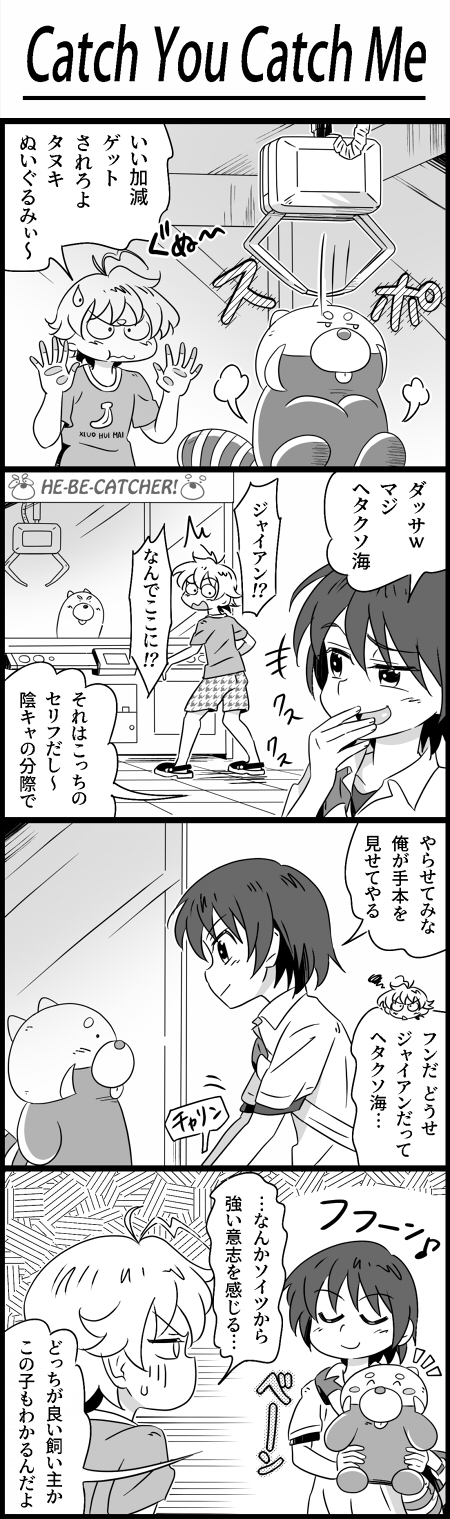 Catch You Catch Me
いい加減
ゲット
されろよ
タヌキ
ぬいぐるみぃ～
ぐぬ～
スポ
XIUO HUI MAI
HE-BE-CATCHER!
ダッサw
マジ
ヘタクソ海
ジャイアン!?
なんでここに!?
クス
クス
それはこっちの
セリフだし～
陰キャの分際で
やらせてみな
俺が手本を
見せてやる
フンだ どうせ
ジャイアンだって
ヘタクソ海…
チャリン
フフーン♪
…なんかソイツから
強い意志を感じる…
べーッ
どっちが良い飼い主か
この子もわかるんだよ